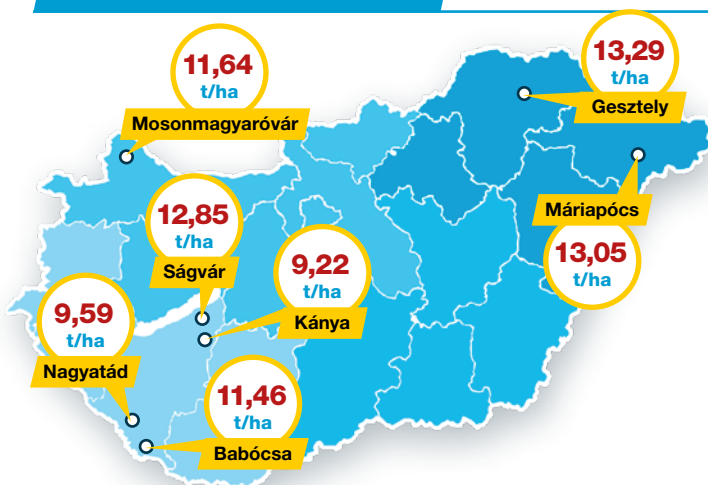 11,64
t/ha
Mosonmagyaróvár
13,29
t/ha
Gesztely
12,85
t/ha
Ságvár
Máriapócs
13,05
t/ha
9,22
t/ha
Kánya
9,59
t/ha
Nagyatád
11,46
t/ha
Babócsa